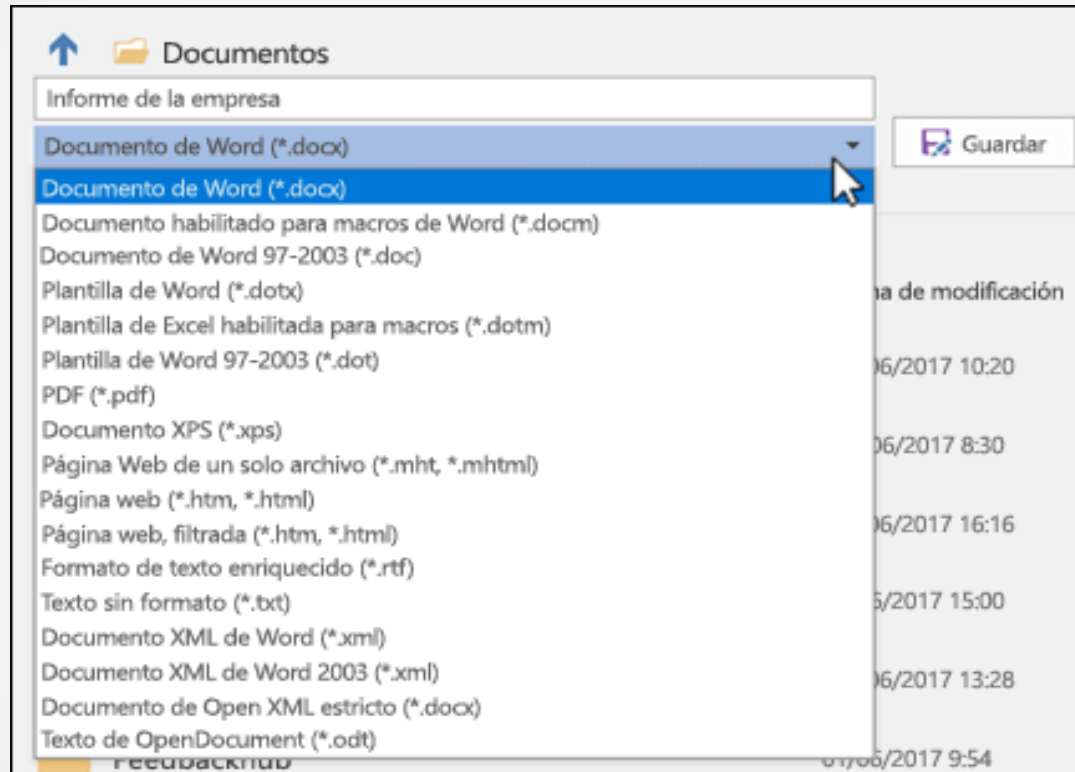 Documentos
Informe de la empresa
Documento de Word (*.docx)
Guardar
Documento de Word (*.docx)
Documento habilitado para macros de Word (*.docm)
Documento de Word 97-2003 (*.doc)
Plantilla de Word (*.dotx)
de modificación
Plantilla de Excel habilitada para macros (*.dotm)
Plantilla de Word 97-2003 (*.dot)
06/2017 10:20
PDF (*.pdf)
Documento XPS (*.xps)
06/2017 8:30
Página Web de un solo archivo (*.mht, *.mhtml)
Página web (*.htm, *.html)
Página web, filtrada (*.htm, *.html)
06/2017 16:16
Formato de texto enriquecido (*.rtf)
Texto sin formato (*.txt)
/2017 15:00
Documento XML de Word (*.xml)
Documento XML de Word 2003 (*.xml)
06/2017 13:28
Documento de Open XML estricto (*.docx)
Texto de OpenDocument (*.odt)
FeedbackHub
01/06/2017 9:54